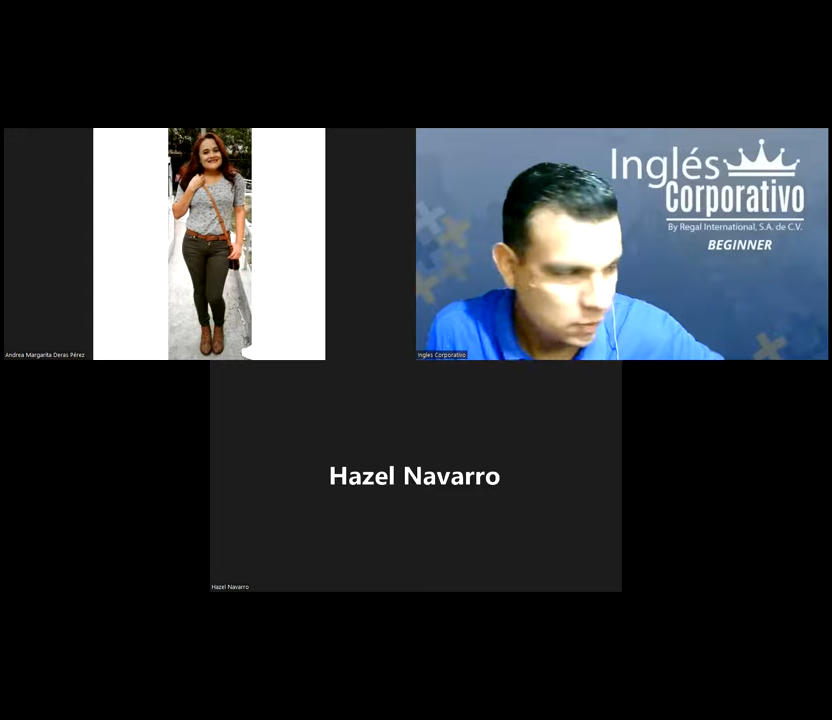 Inglés
Corporativo
By Regal International, S.A. de C.V.
BEGINNER
Andrea Margarita Deras Pérez
Ingles Corporativo
Hazel Navarro
Hazel Navarro